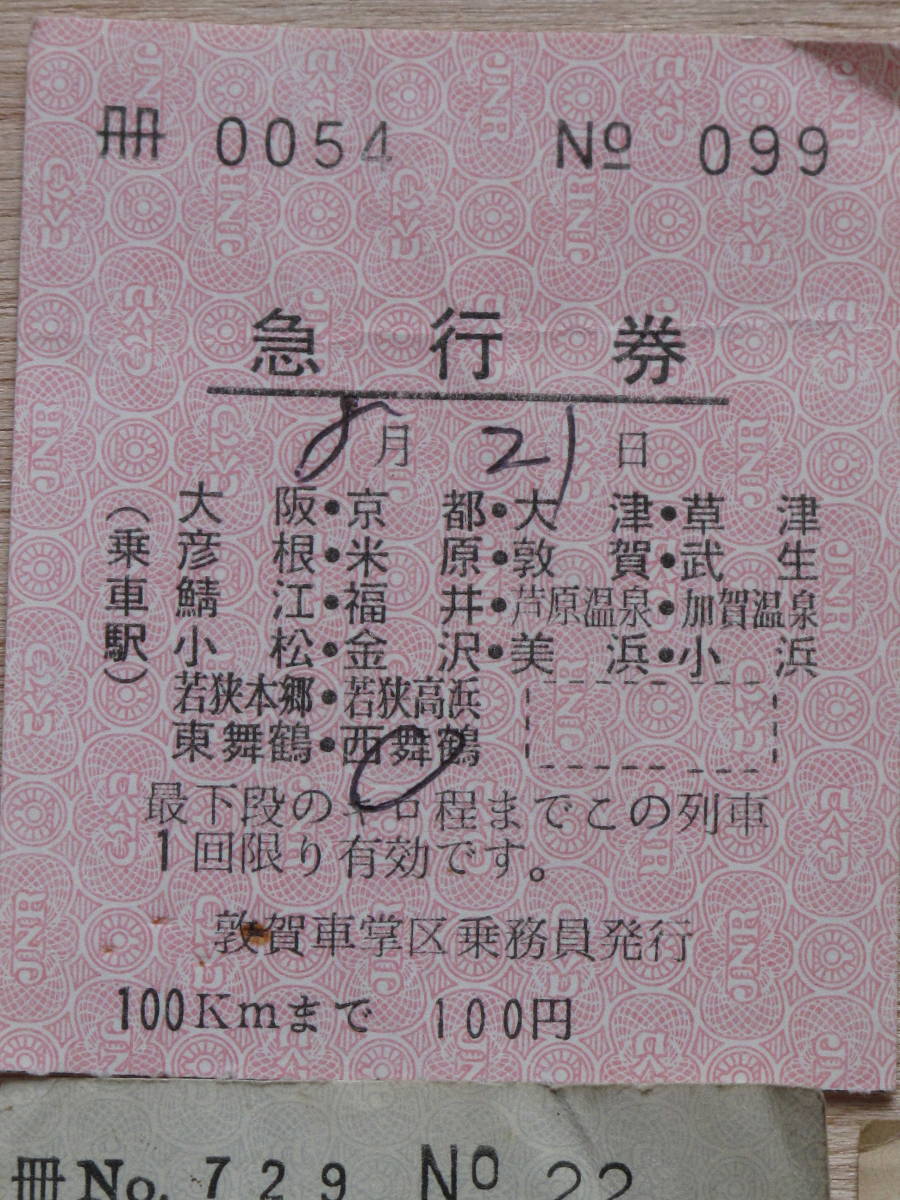 冊 0054 № 099
急行券
8月21日
(乗車駅)
大阪・京都・大津・草津
彦根・米原・敦賀・武生
鯖江・福井・芦原温泉・加賀温泉
小松・金沢・美浜・小浜
若狭本郷・若狭高浜
東舞鶴・西舞鶴
最下段のキロ程までこの列車
1回限り有効です。
敦賀車掌区乗務員発行
100Kmまで 100円
冊No. 729 № 22